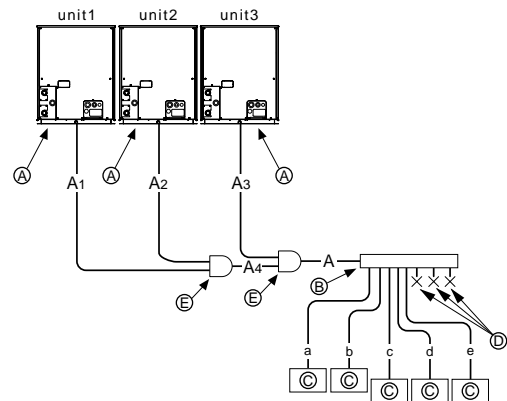 unit1 unit2 unit3
A A A
A1 A2 A3
A4 A
B
E E
D
a b c d e
C C C C C